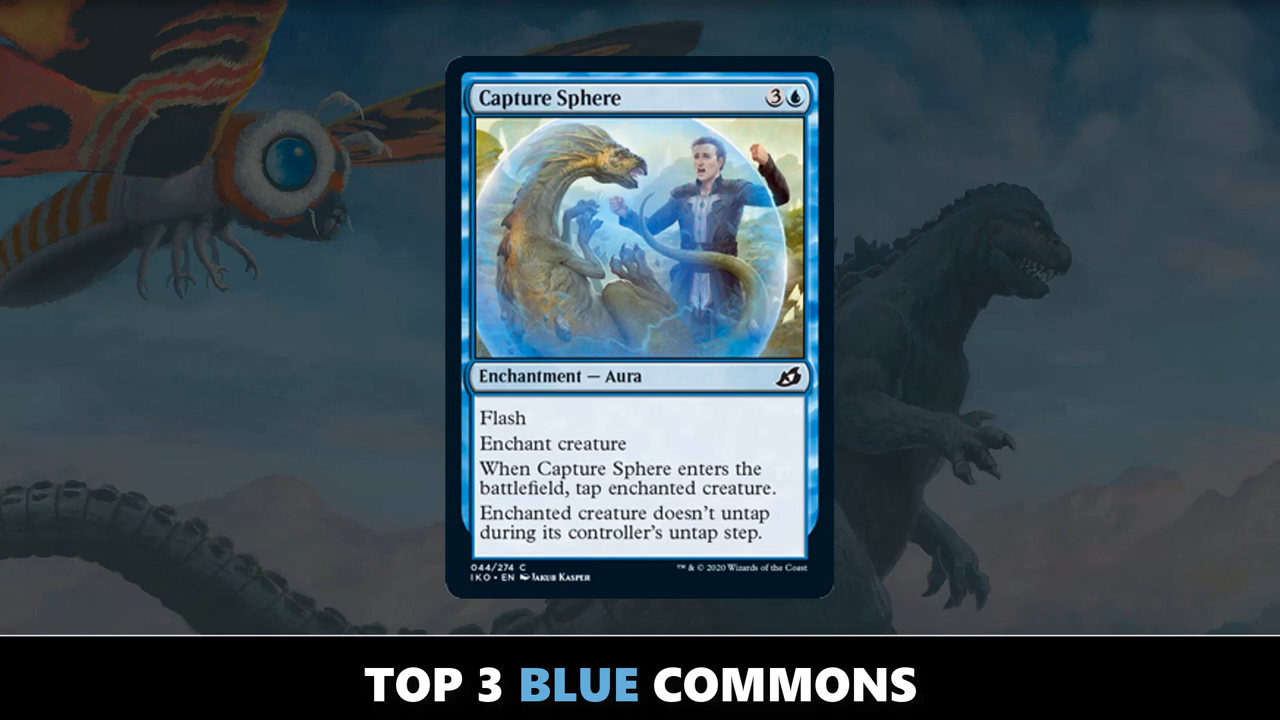 Capture Sphere 3
Enchantment — Aura
Flash
Enchant creature
When Capture Sphere enters the
battlefield, tap enchanted creature.
Enchanted creature doesn't untap
during its controller's untap step.
044/274 C
IKO • EN Jakub Kasper
™ & © 2020 Wizards of the Coast
TOP 3 BLUE COMMONS